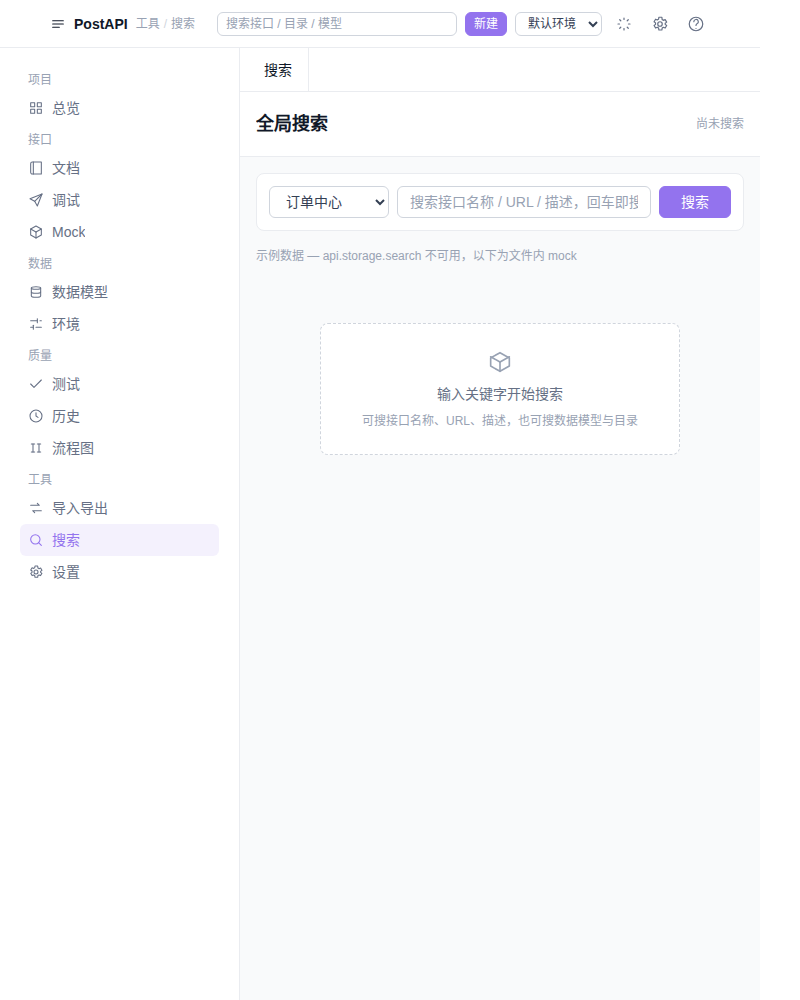 PostAPI 工具 / 搜索 搜索接口 / 目录 / 模型 新建 默认环境
项目
总览
接口
文档
调试
Mock
数据
数据模型
环境
质量
测试
历史
流程图
工具
导入导出
搜索
设置
搜索
全局搜索 尚未搜索
订单中心 搜索接口名称 / URL / 描述，回车即搜 搜索
示例数据 — api.storage.search 不可用，以下为文件内 mock
输入关键字开始搜索
可搜接口名称、URL、描述，也可搜数据模型与目录